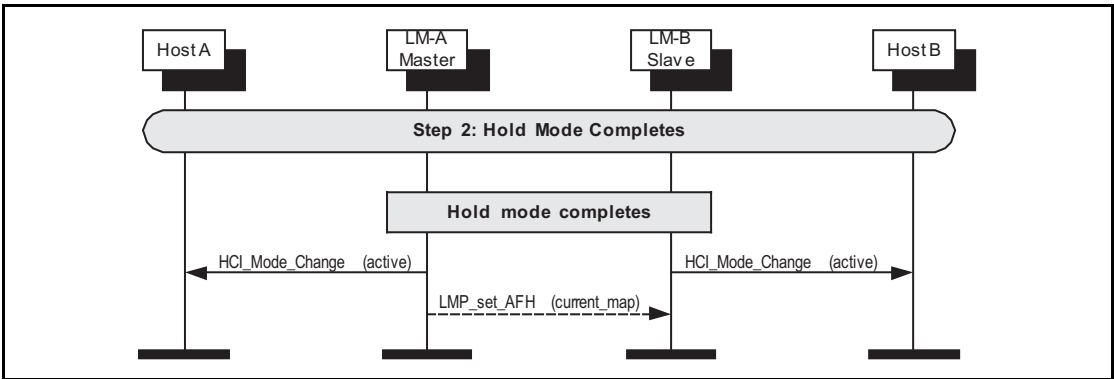 Host A
LM-A
Master
LM-B
Slave
Host B
Step 2: Hold Mode Completes
Hold mode completes
HCI_Mode_Change (active)
HCI_Mode_Change (active)
LMP_set_AFH (current_map)